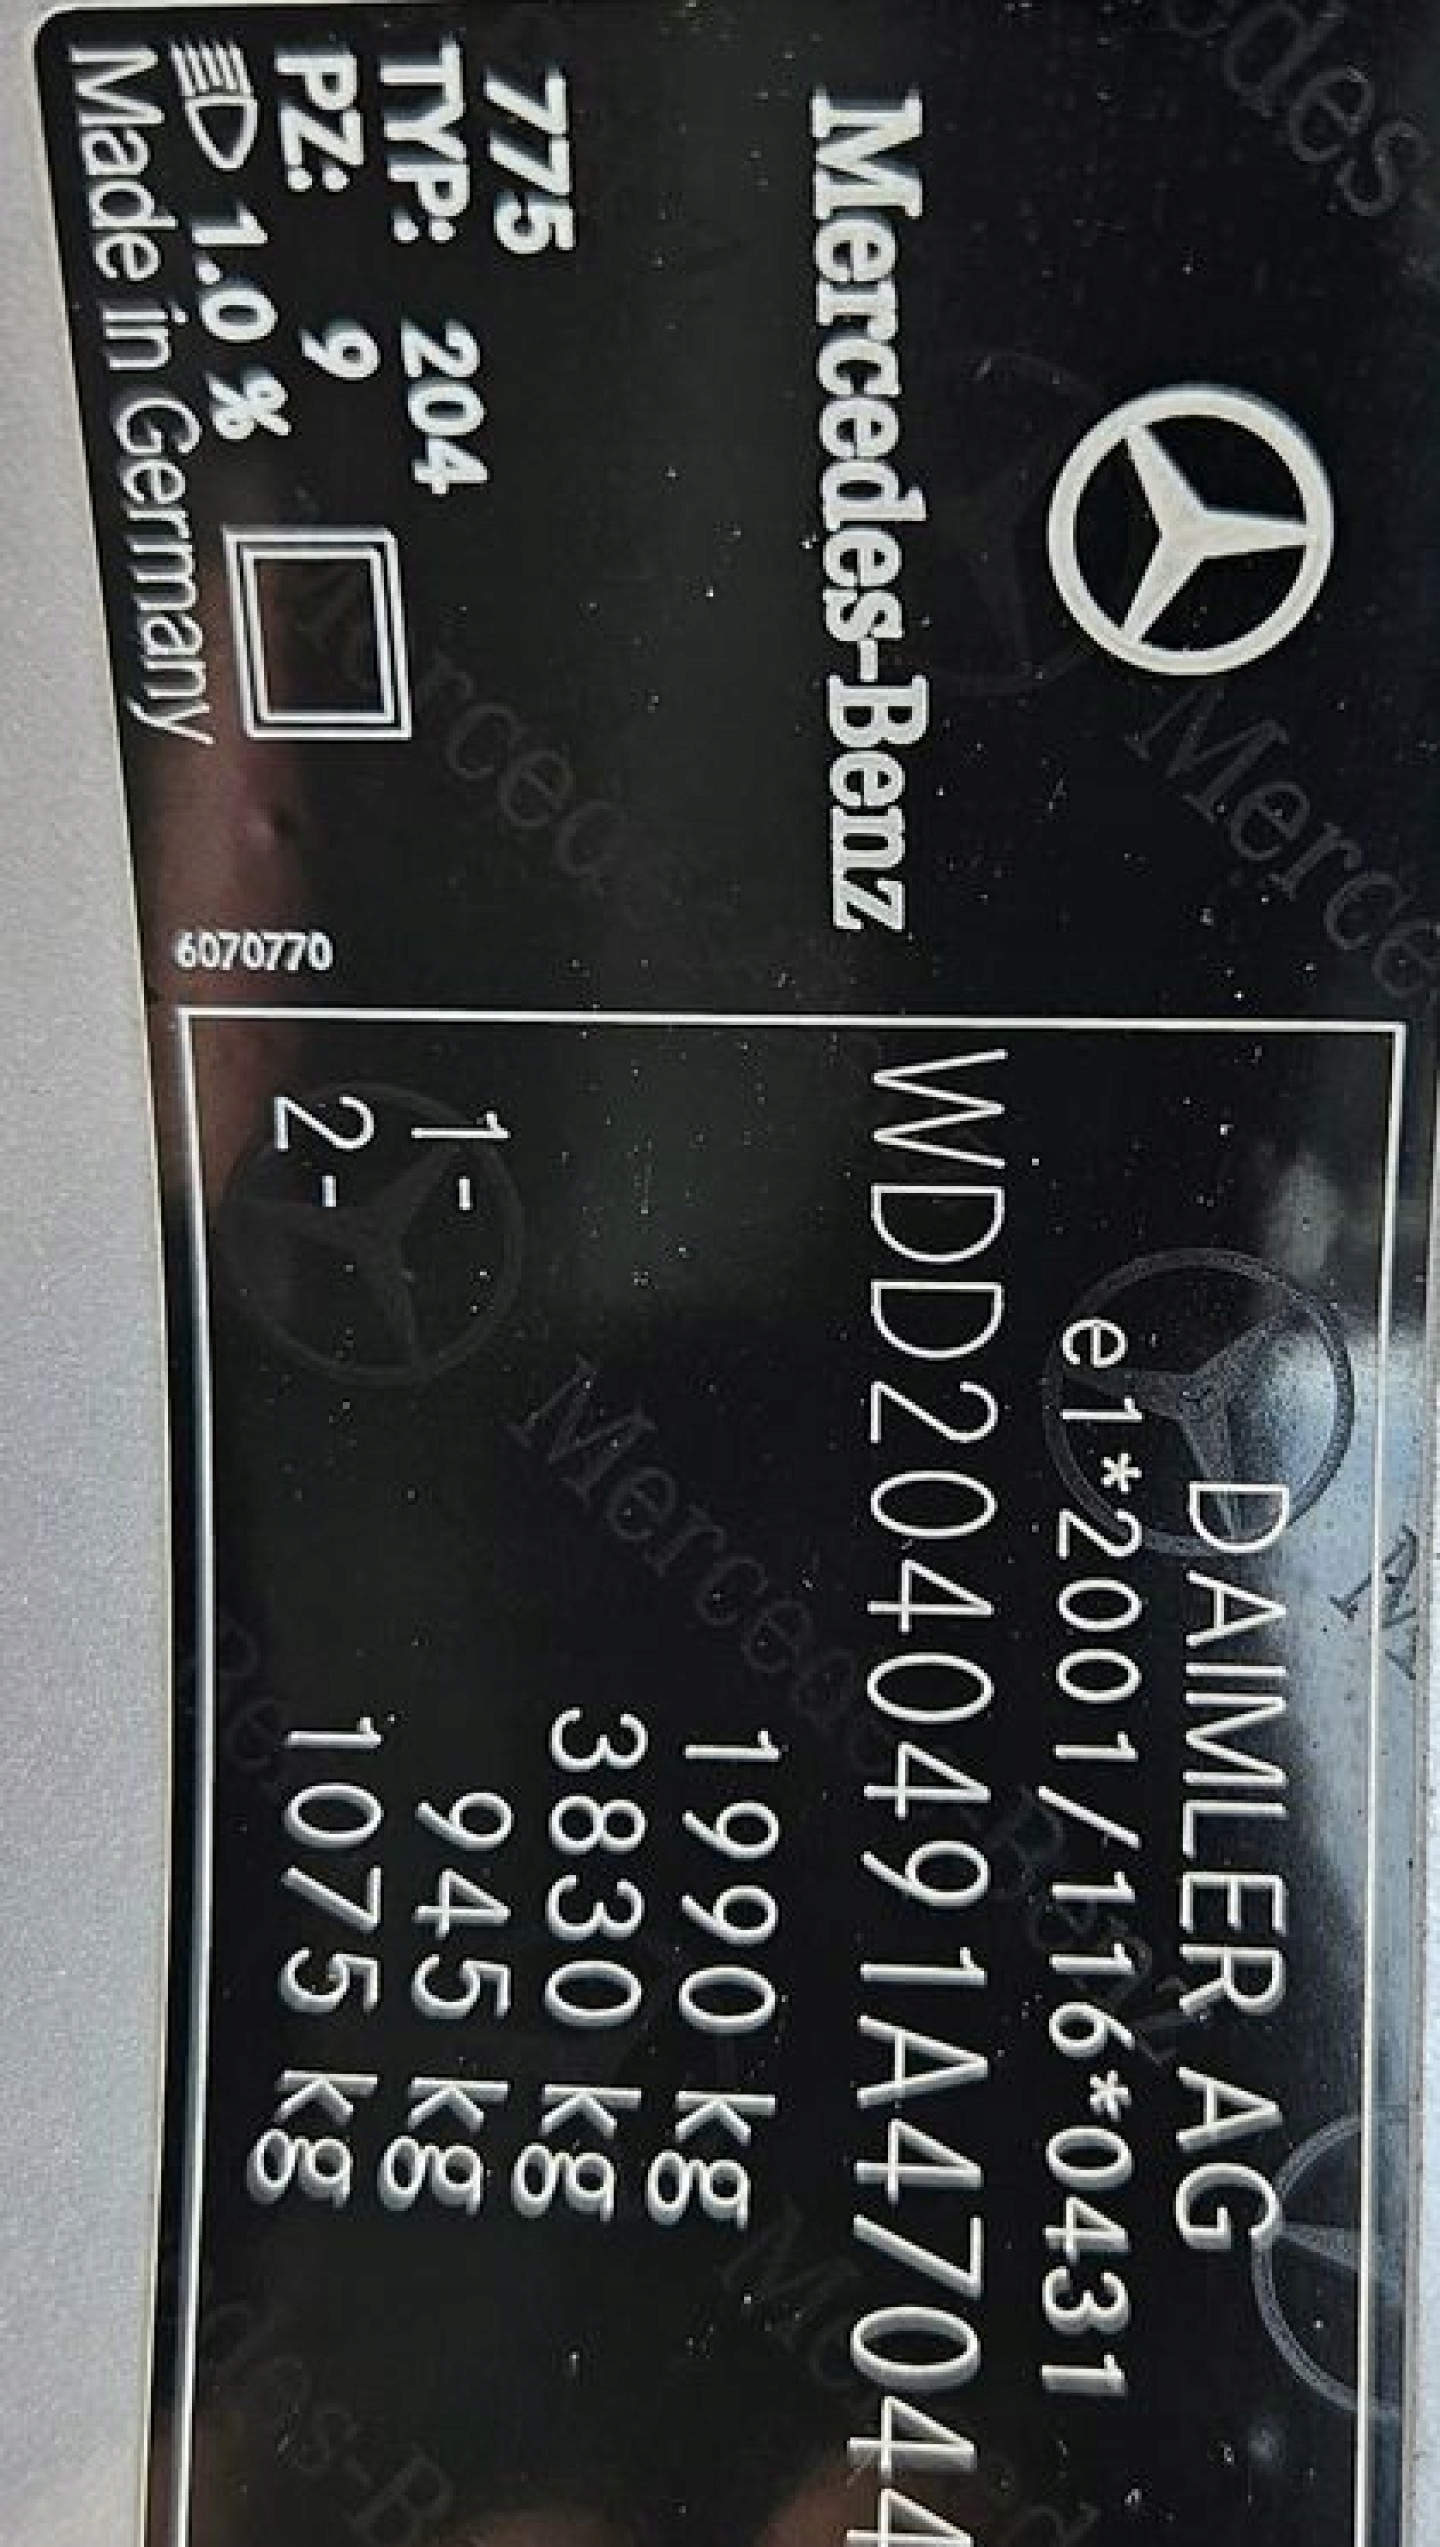 Mercedes-Benz
775
TYP: 204
PZ: 9
1.0 %
Made in Germany
6070770
DAIMLER AG
e1*2001/116*0431
WDD2040491A47044
1990 kg
3830 kg
1- 945 kg
2- 1075 kg